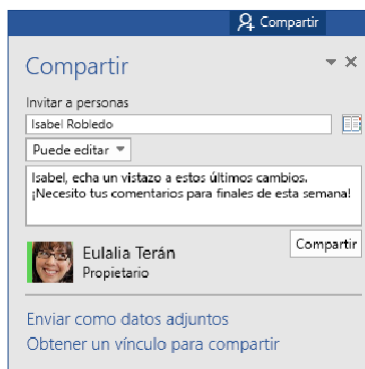 Compartir
Compartir
Invitar a personas
Isabel Robledo
Puede editar
Isabel, echa un vistazo a estos últimos cambios.
¡Necesito tus comentarios para finales de esta semana!
Compartir
Eulalia Terán
Propietario
Enviar como datos adjuntos
Obtener un vínculo para compartir